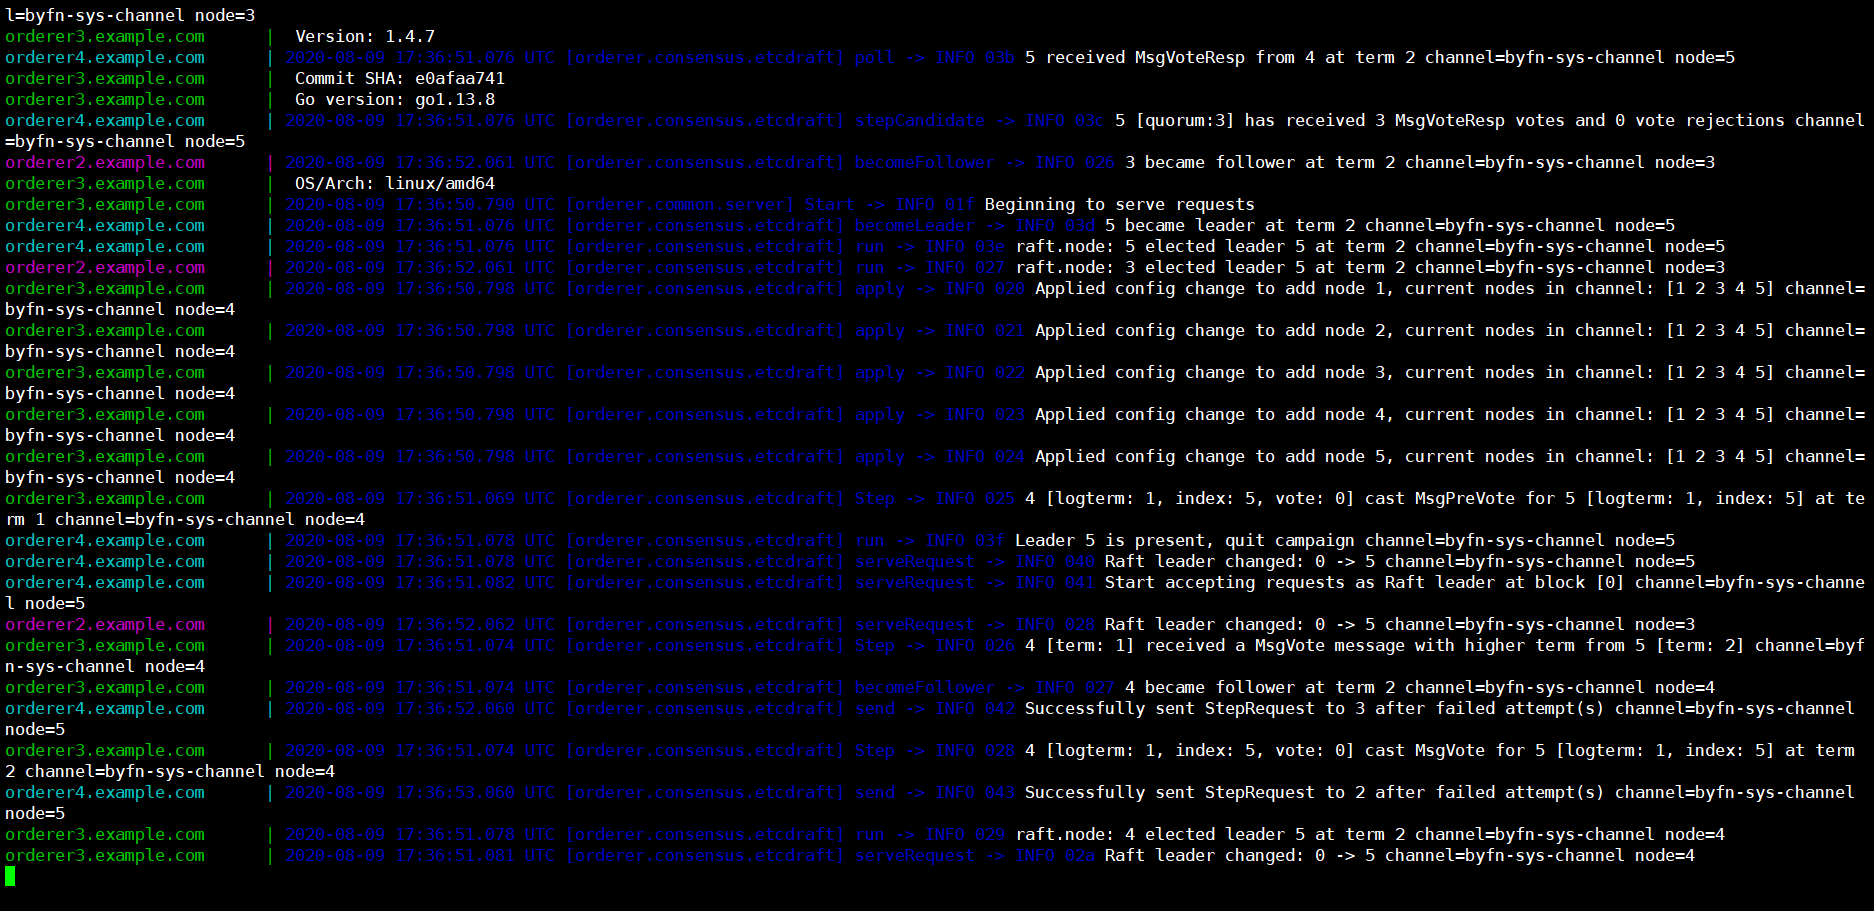 l=byfn-sys-channel node=3
orderer3.example.com      |  Version: 1.4.7
orderer4.example.com      | 2020-08-09 17:36:51.076 UTC [orderer.consensus.etcdraft] poll -> INFO 03b 5 received MsgVoteResp from 4 at term 2 channel=byfn-sys-channel node=5
orderer3.example.com      |  Commit SHA: e0afaa741
orderer3.example.com      |  Go version: go1.13.8
orderer4.example.com      | 2020-08-09 17:36:51.076 UTC [orderer.consensus.etcdraft] stepCandidate -> INFO 03c 5 [quorum:3] has received 3 MsgVoteResp votes and 0 vote rejections channel
=byfn-sys-channel node=5
orderer2.example.com      | 2020-08-09 17:36:52.061 UTC [orderer.consensus.etcdraft] becomeFollower -> INFO 026 3 became follower at term 2 channel=byfn-sys-channel node=3
orderer3.example.com      |  OS/Arch: linux/amd64
orderer3.example.com      | 2020-08-09 17:36:50.790 UTC [orderer.common.server] Start -> INFO 01f Beginning to serve requests
orderer4.example.com      | 2020-08-09 17:36:51.076 UTC [orderer.consensus.etcdraft] becomeLeader -> INFO 03d 5 became leader at term 2 channel=byfn-sys-channel node=5
orderer4.example.com      | 2020-08-09 17:36:51.076 UTC [orderer.consensus.etcdraft] run -> INFO 03e raft.node: 5 elected leader 5 at term 2 channel=byfn-sys-channel node=5
orderer2.example.com      | 2020-08-09 17:36:52.061 UTC [orderer.consensus.etcdraft] run -> INFO 027 raft.node: 3 elected leader 5 at term 2 channel=byfn-sys-channel node=3
orderer3.example.com      | 2020-08-09 17:36:50.798 UTC [orderer.consensus.etcdraft] apply -> INFO 020 Applied config change to add node 1, current nodes in channel: [1 2 3 4 5] channel=
byfn-sys-channel node=4
orderer3.example.com      | 2020-08-09 17:36:50.798 UTC [orderer.consensus.etcdraft] apply -> INFO 021 Applied config change to add node 2, current nodes in channel: [1 2 3 4 5] channel=
byfn-sys-channel node=4
orderer3.example.com      | 2020-08-09 17:36:50.798 UTC [orderer.consensus.etcdraft] apply -> INFO 022 Applied config change to add node 3, current nodes in channel: [1 2 3 4 5] channel=
byfn-sys-channel node=4
orderer3.example.com      | 2020-08-09 17:36:50.798 UTC [orderer.consensus.etcdraft] apply -> INFO 023 Applied config change to add node 4, current nodes in channel: [1 2 3 4 5] channel=
byfn-sys-channel node=4
orderer3.example.com      | 2020-08-09 17:36:50.798 UTC [orderer.consensus.etcdraft] apply -> INFO 024 Applied config change to add node 5, current nodes in channel: [1 2 3 4 5] channel=
byfn-sys-channel node=4
orderer3.example.com      | 2020-08-09 17:36:51.069 UTC [orderer.consensus.etcdraft] Step -> INFO 025 4 [logterm: 1, index: 5, vote: 0] cast MsgPreVote for 5 [logterm: 1, index: 5] at te
rm 1 channel=byfn-sys-channel node=4
orderer4.example.com      | 2020-08-09 17:36:51.078 UTC [orderer.consensus.etcdraft] run -> INFO 03f Leader 5 is present, quit campaign channel=byfn-sys-channel node=5
orderer4.example.com      | 2020-08-09 17:36:51.078 UTC [orderer.consensus.etcdraft] serveRequest -> INFO 040 Raft leader changed: 0 -> 5 channel=byfn-sys-channel node=5
orderer4.example.com      | 2020-08-09 17:36:51.082 UTC [orderer.consensus.etcdraft] serveRequest -> INFO 041 Start accepting requests as Raft leader at block [0] channel=byfn-sys-channe
l node=5
orderer2.example.com      | 2020-08-09 17:36:52.062 UTC [orderer.consensus.etcdraft] serveRequest -> INFO 028 Raft leader changed: 0 -> 5 channel=byfn-sys-channel node=3
orderer3.example.com      | 2020-08-09 17:36:51.074 UTC [orderer.consensus.etcdraft] Step -> INFO 026 4 [term: 1] received a MsgVote message with higher term from 5 [term: 2] channel=byf
n-sys-channel node=4
orderer3.example.com      | 2020-08-09 17:36:51.074 UTC [orderer.consensus.etcdraft] becomeFollower -> INFO 027 4 became follower at term 2 channel=byfn-sys-channel node=4
orderer4.example.com      | 2020-08-09 17:36:52.060 UTC [orderer.consensus.etcdraft] send -> INFO 042 Successfully sent StepRequest to 3 after failed attempt(s) channel=byfn-sys-channel
node=5
orderer3.example.com      | 2020-08-09 17:36:51.074 UTC [orderer.consensus.etcdraft] Step -> INFO 028 4 [logterm: 1, index: 5, vote: 0] cast MsgVote for 5 [logterm: 1, index: 5] at term
2 channel=byfn-sys-channel node=4
orderer4.example.com      | 2020-08-09 17:36:53.060 UTC [orderer.consensus.etcdraft] send -> INFO 043 Successfully sent StepRequest to 2 after failed attempt(s) channel=byfn-sys-channel
node=5
orderer3.example.com      | 2020-08-09 17:36:51.078 UTC [orderer.consensus.etcdraft] run -> INFO 029 raft.node: 4 elected leader 5 at term 2 channel=byfn-sys-channel node=4
orderer3.example.com      | 2020-08-09 17:36:51.081 UTC [orderer.consensus.etcdraft] serveRequest -> INFO 02a Raft leader changed: 0 -> 5 channel=byfn-sys-channel node=4